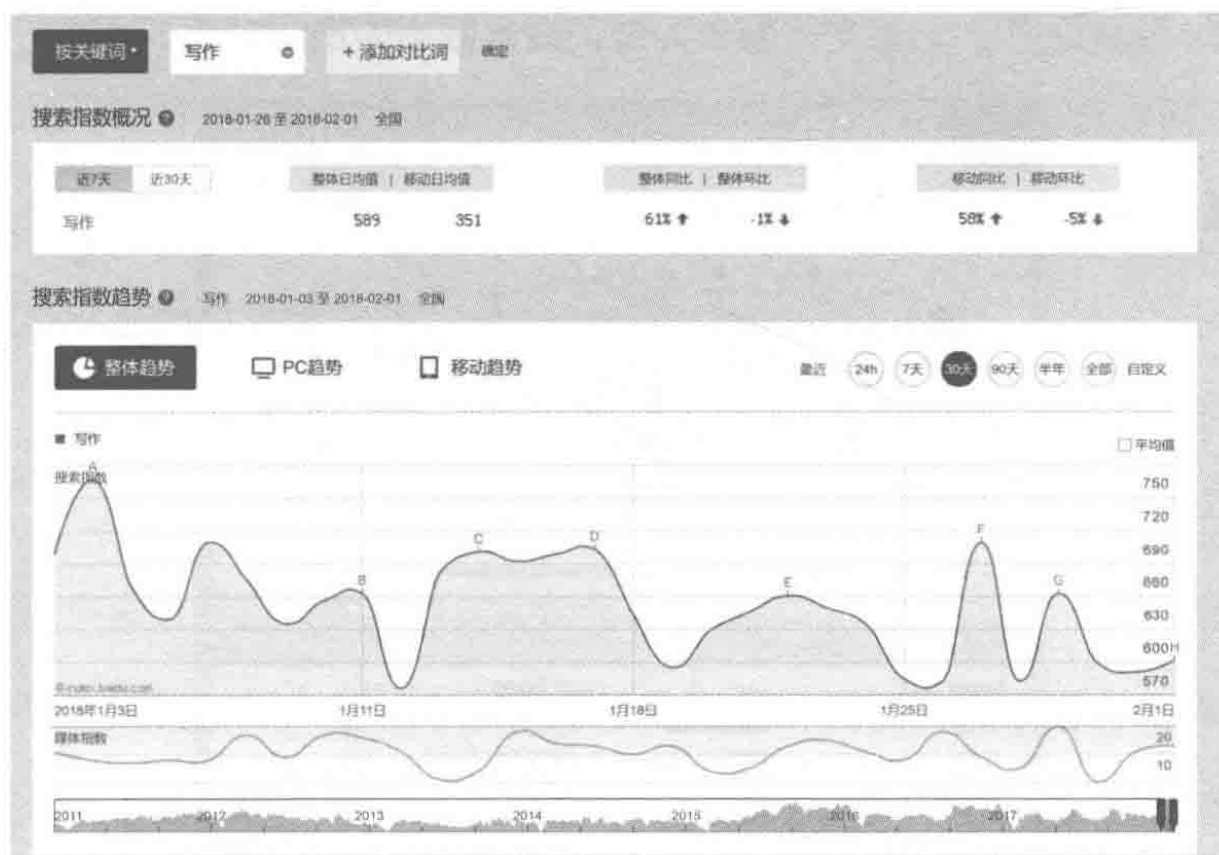 按关键词 写作 + 添加对比词 确定
搜索指数概况 2018-01-26 至 2018-02-01 全国
近7天 近30天 整体日均值 | 移动日均值 整体同比 | 整体环比 移动同比 | 移动环比
写作 589 351 61% ↑ -1% ↓ 58% ↑ -5% ↓
搜索指数趋势 写作 2018-01-03 至 2018-02-01 全国
整体趋势 PC趋势 移动趋势 最近 24h 7天 30天 90天 半年 全部 自定义
写作 平均值
A
搜索指数 750
720
C D F 690
B E G 660
630
600 H
570
©index.baidu.com
2018年1月3日 1月11日 1月18日 1月25日 2月1日
媒体指数 20
10
2011 2012 2013 2014 2015 2016 2017